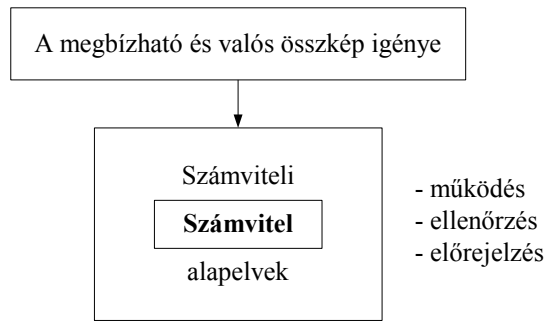 A megbízható és valós összkép igénye
Számviteli
Számvitel
alapelvek
- működés
- ellenőrzés
- előrejelzés